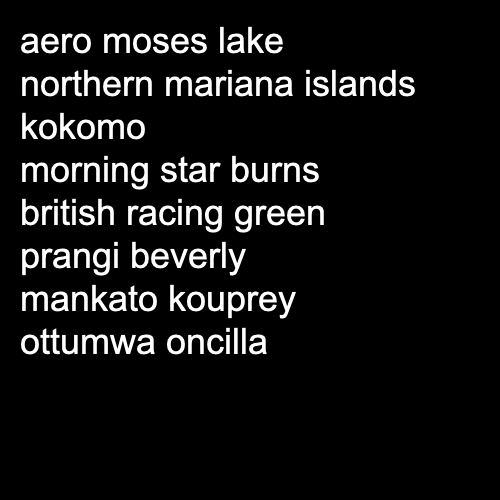 aero moses lake
northern mariana islands
kokomo
morning star burns
british racing green
prangi beverly
mankato kouprey
ottumwa oncilla